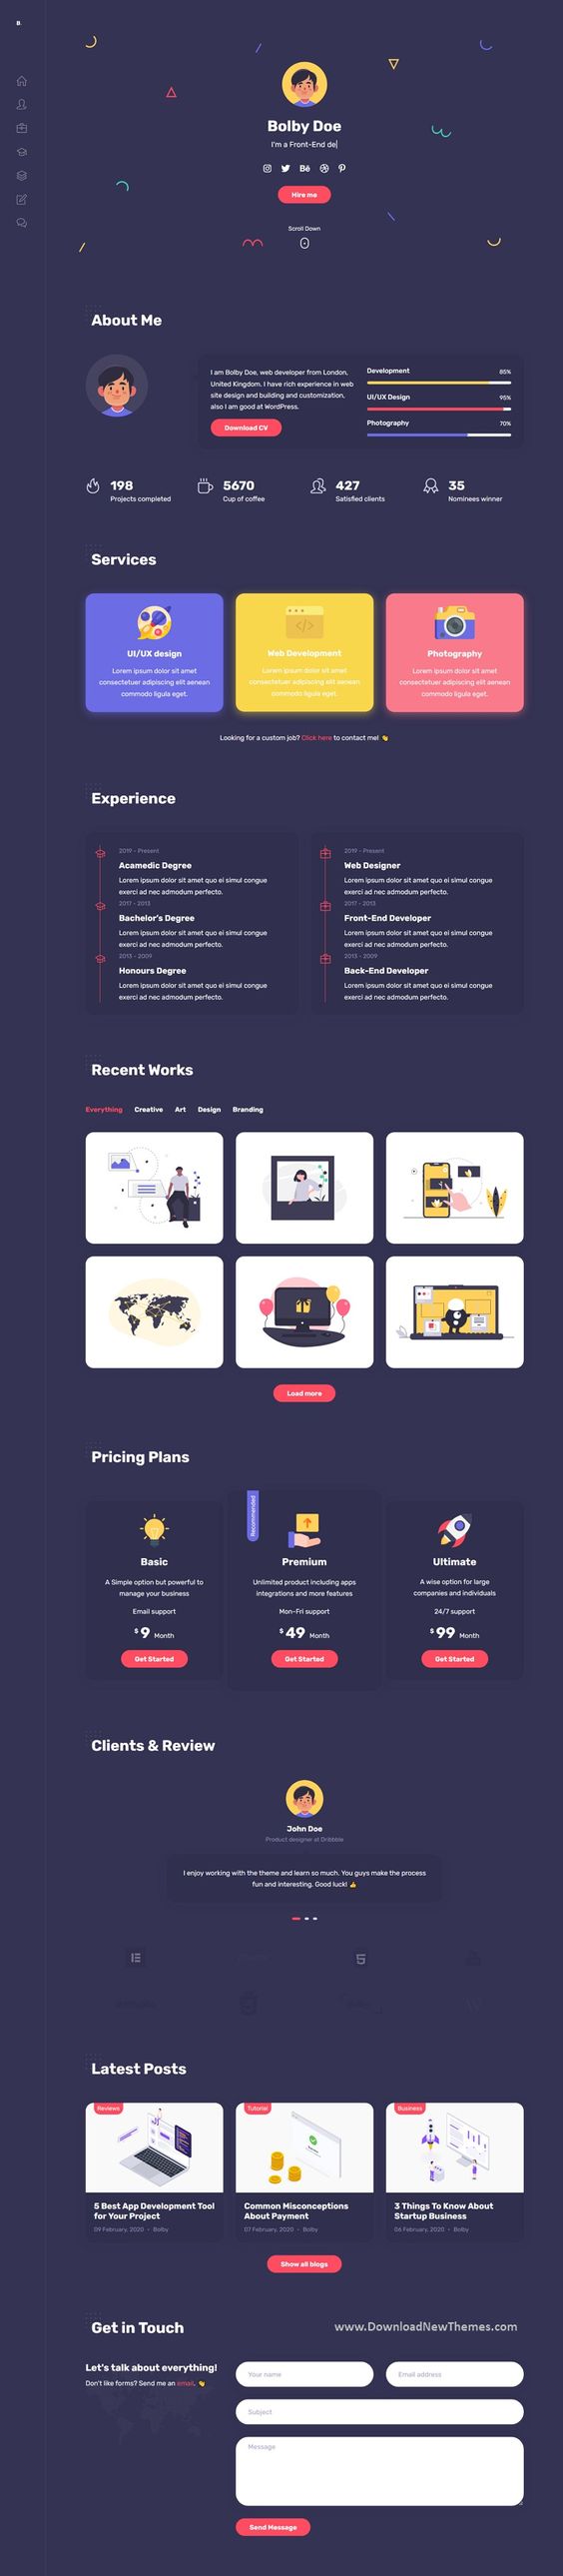 B.
Bolby Doe
I'm a Front-End de|
Hire me
Scroll Down
About Me
I am Bolby Doe, web developer from London,
United Kingdom. I have rich experience in web
site design and building and customization,
also I am good at WordPress.
Download CV
Development 85%
UI/UX Design 95%
Photography 70%
198
Projects completed
5670
Cup of coffee
427
Satisfied clients
35
Nominees winner
Services
UI/UX design
Lorem ipsum dolor sit amet
consectetuer adipiscing elit aenean
commodo ligula eget.
Web Development
Lorem ipsum dolor sit amet
consectetuer adipiscing elit aenean
commodo ligula eget.
Photography
Lorem ipsum dolor sit amet
consectetuer adipiscing elit aenean
commodo ligula eget.
Looking for a custom job? Click here to contact me! 👋
Experience
2019 - Present
Acamedic Degree
Lorem ipsum dolor sit amet quo ei simul congue
exerci ad nec admodum perfecto.
2017 - 2013
Bachelor's Degree
Lorem ipsum dolor sit amet quo ei simul congue
exerci ad nec admodum perfecto.
2013 - 2009
Honours Degree
Lorem ipsum dolor sit amet quo ei simul congue
exerci ad nec admodum perfecto.
2019 - Present
Web Designer
Lorem ipsum dolor sit amet quo ei simul congue
exerci ad nec admodum perfecto.
2017 - 2013
Front-End Developer
Lorem ipsum dolor sit amet quo ei simul congue
exerci ad nec admodum perfecto.
2013 - 2009
Back-End Developer
Lorem ipsum dolor sit amet quo ei simul congue
exerci ad nec admodum perfecto.
Recent Works
Everything Creative Art Design Branding
Load more
Pricing Plans
Basic
A Simple option but powerful to
manage your business
Email support
$ 9 Month
Get Started
Recommended
Premium
Unlimited product including apps
integrations and more features
Mon-Fri support
$ 49 Month
Get Started
Ultimate
A wise option for large
companies and individuals
24/7 support
$ 99 Month
Get Started
Clients & Review
John Doe
Product designer at Dribbble
I enjoy working with the theme and learn so much. You guys make the process
fun and interesting. Good luck! 👍
Latest Posts
Reviews
5 Best App Development Tool
for Your Project
09 February, 2020 • Bolby
Tutorial
Common Misconceptions
About Payment
07 February, 2020 • Bolby
Business
3 Things To Know About
Startup Business
06 February, 2020 • Bolby
Show all blogs
Get in Touch
www.DownloadNewThemes.com
Let's talk about everything!
Don't like forms? Send me an email. 👋
Your name
Email address
Subject
Message
Send Message